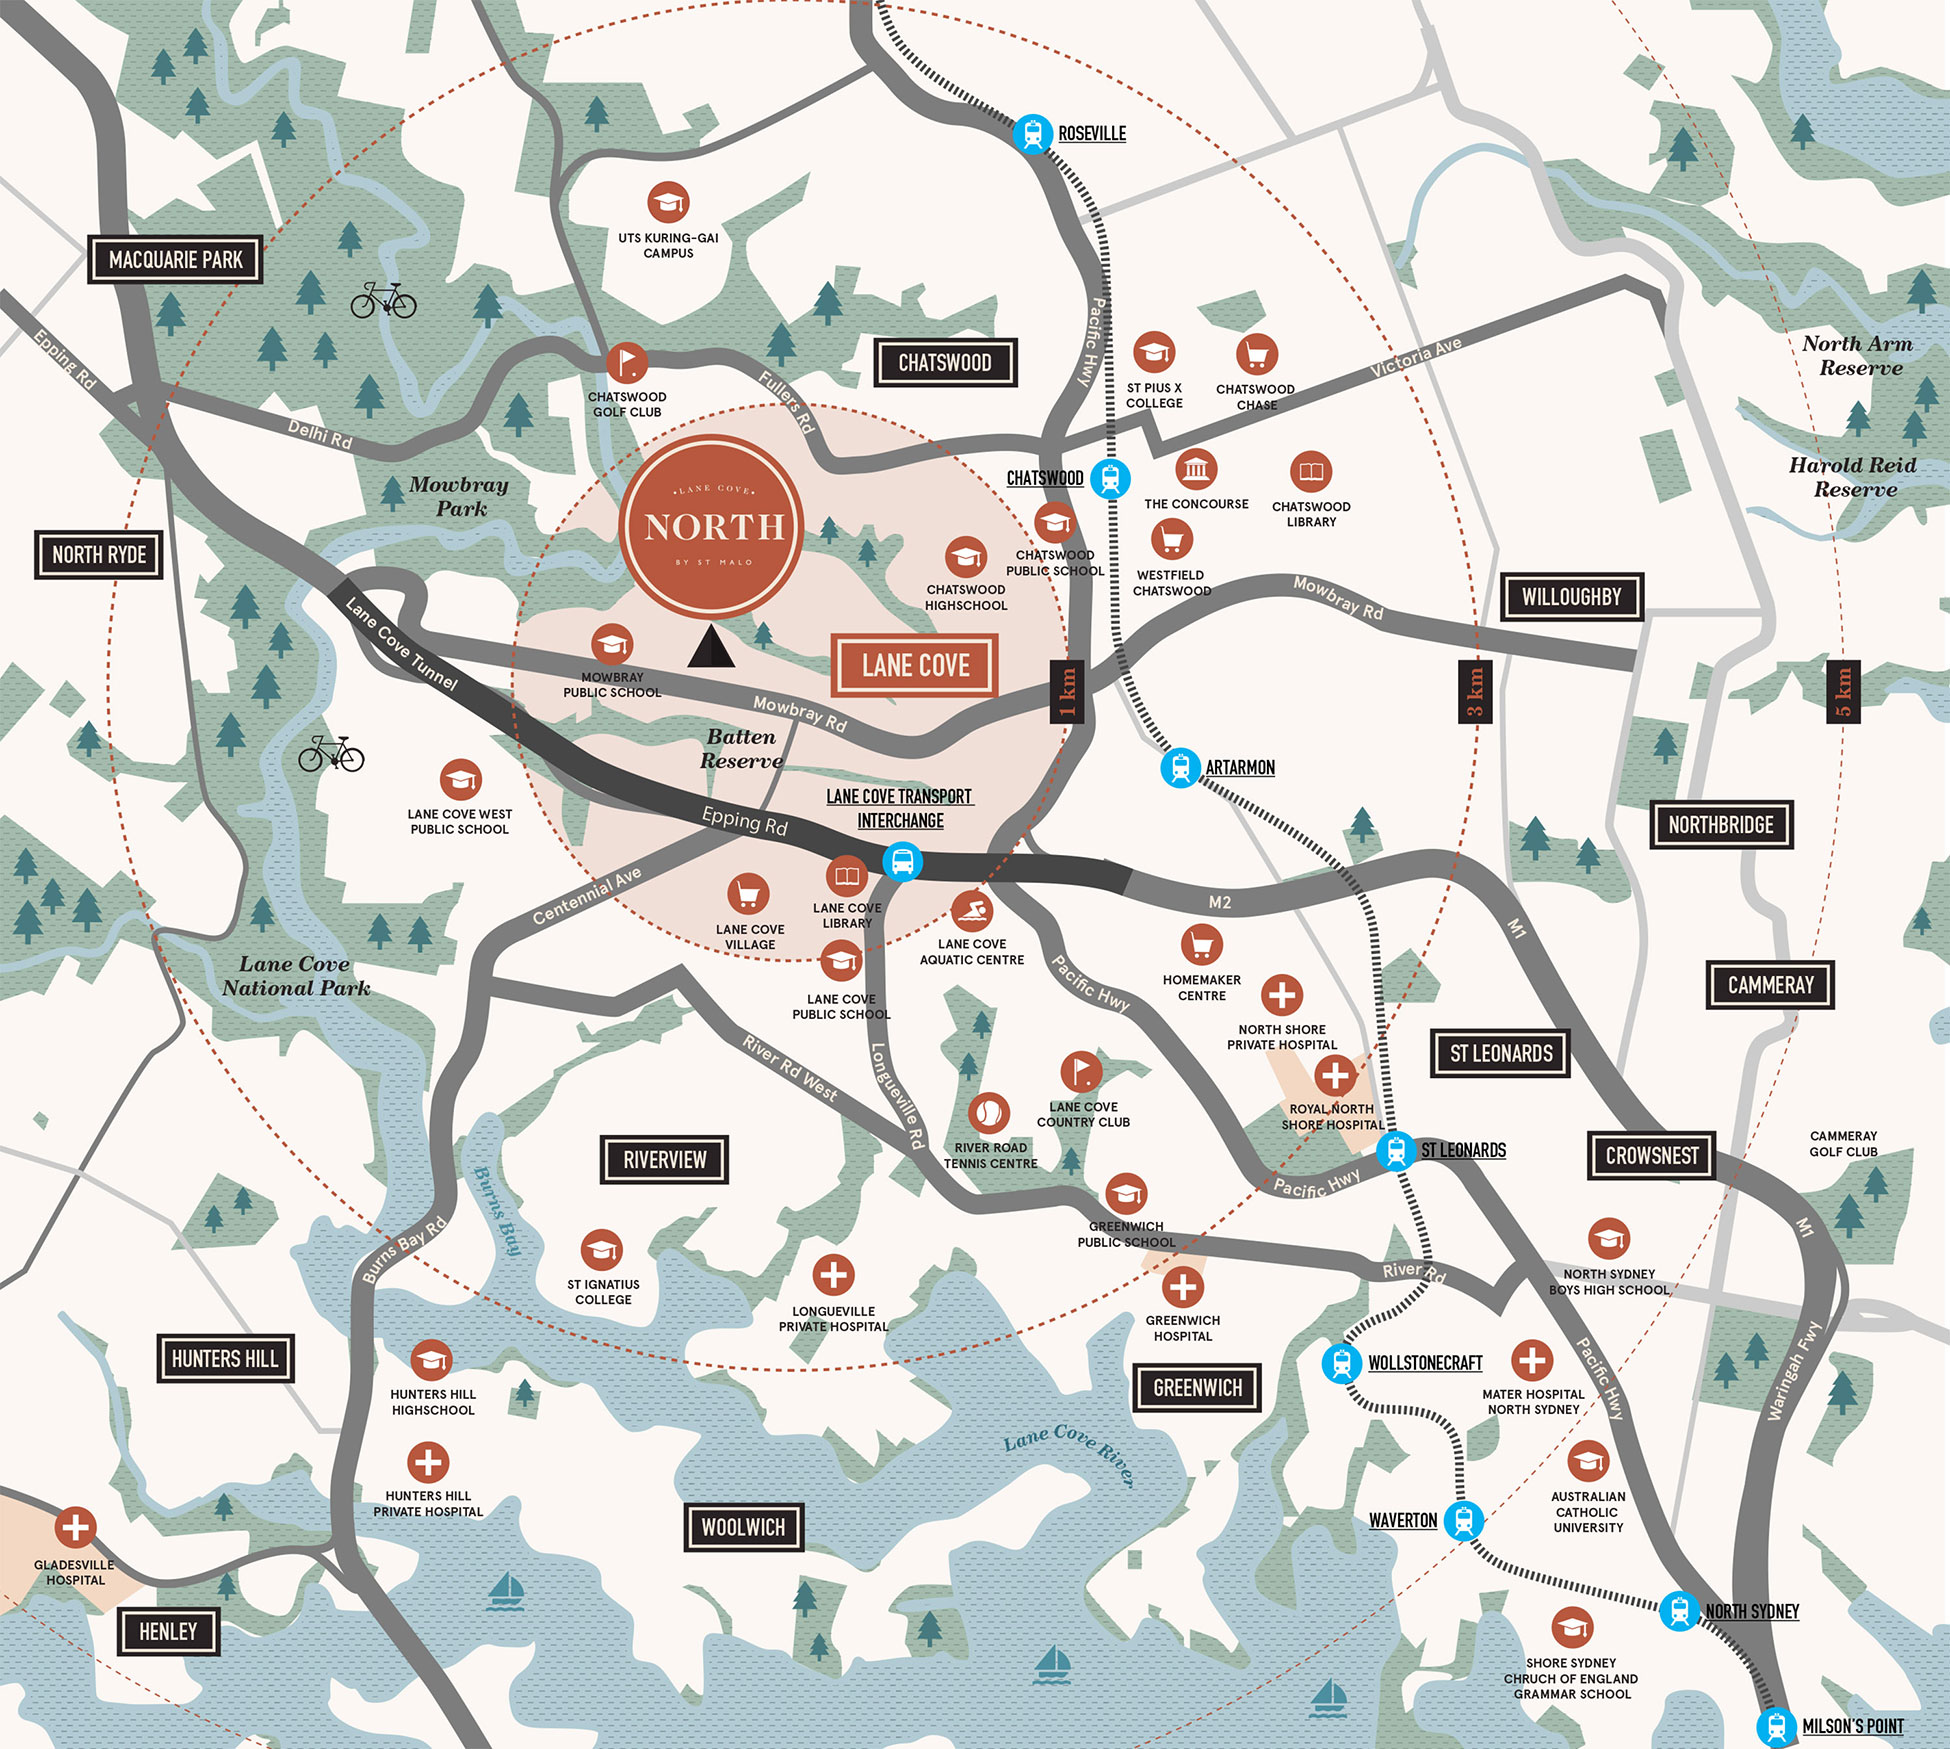 ROSEVILLE
UTS KURING-GAI
CAMPUS
MACQUARIE PARK
Epping Rd
Delhi Rd
CHATSWOOD
GOLF CLUB
Fullers Rd
CHATSWOOD
Pacific Hwy
ST PIUS X
COLLEGE
CHATSWOOD
CHASE
Victoria Ave
North Arm
Reserve
Harold Reid
Reserve
Mowbray
Park
• LANE COVE •
NORTH
BY ST MALO
CHATSWOOD
THE CONCOURSE
CHATSWOOD
LIBRARY
CHATSWOOD
PUBLIC SCHOOL
CHATSWOOD
HIGHSCHOOL
WESTFIELD
CHATSWOOD
NORTH RYDE
Mowbray Rd
WILLOUGHBY
Lane Cove Tunnel
MOWBRAY
PUBLIC SCHOOL
LANE COVE
1 km
3 km
5 km
Mowbray Rd
Batten
Reserve
ARTARMON
LANE COVE TRANSPORT
INTERCHANGE
LANE COVE WEST
PUBLIC SCHOOL
Epping Rd
NORTHBRIDGE
Centennial Ave
LANE COVE
VILLAGE
LANE COVE
LIBRARY
LANE COVE
AQUATIC CENTRE
M2
M1
Lane Cove
National Park
LANE COVE
PUBLIC SCHOOL
Pacific Hwy
HOMEMAKER
CENTRE
CAMMERAY
NORTH SHORE
PRIVATE HOSPITAL
ST LEONARDS
River Rd West
Longueville Rd
LANE COVE
COUNTRY CLUB
RIVER ROAD
TENNIS CENTRE
ROYAL NORTH
SHORE HOSPITAL
ST LEONARDS
CROWSNEST
CAMMERAY
GOLF CLUB
RIVERVIEW
Burns Bay
Pacific Hwy
GREENWICH
PUBLIC SCHOOL
Burns Bay Rd
ST IGNATIUS
COLLEGE
LONGUEVILLE
PRIVATE HOSPITAL
GREENWICH
HOSPITAL
River Rd
NORTH SYDNEY
BOYS HIGH SCHOOL
M1
HUNTERS HILL
HUNTERS HILL
HIGHSCHOOL
GREENWICH
WOLLSTONECRAFT
MATER HOSPITAL
NORTH SYDNEY
Pacific Hwy
Waringah Fwy
Lane Cove River
HUNTERS HILL
PRIVATE HOSPITAL
WOOLWICH
WAVERTON
AUSTRALIAN
CATHOLIC
UNIVERSITY
GLADESVILLE
HOSPITAL
HENLEY
NORTH SYDNEY
SHORE SYDNEY
CHRUCH OF ENGLAND
GRAMMAR SCHOOL
MILSON'S POINT